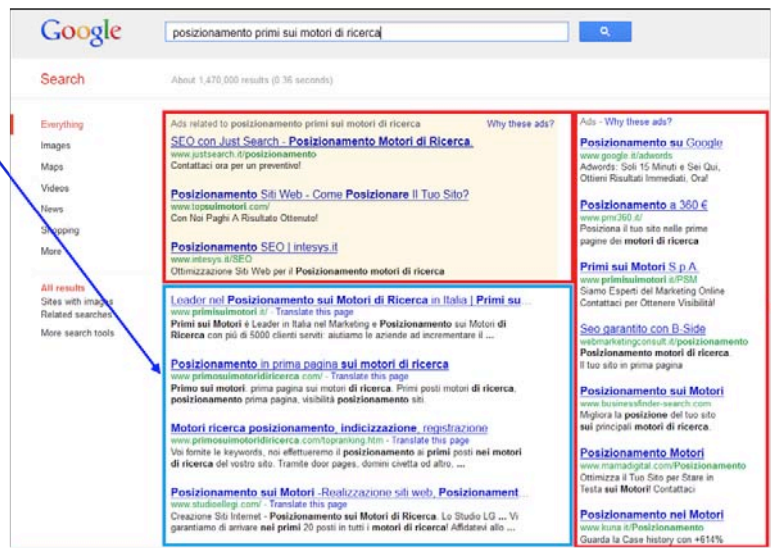 Google
posizionamento primi sui motori di ricerca
Search
About 1,470,000 results (0.36 seconds)
Everything
Images
Maps
Videos
News
Shopping
More
All results
Sites with images
Related searches
More search tools
Ads related to posizionamento primi sui motori di ricerca
Why these ads?
SEO con Just Search - Posizionamento Motori di Ricerca.
www.justsearch.it/posizionamento
Contattaci ora per un preventivo!
Posizionamento Siti Web - Come Posizionare Il Tuo Sito?
www.topsuimotori.com/
Con Noi Paghi A Risultato Ottenuto!
Posizionamento SEO | intesys.it
www.intesys.it/SEO
Ottimizzazione Siti Web per il Posizionamento motori di ricerca
Leader nel Posizionamento sui Motori di Ricerca in Italia | Primi su...
www.primisuimotori.it/ - Translate this page
Primi sui Motori è Leader in Italia nel Marketing e Posizionamento sui Motori di
Ricerca con più di 5000 clienti serviti: aiutiamo le aziende ad incrementare il ...
Posizionamento in prima pagina sui motori di ricerca
www.primosuimotoridiricerca.com/ - Translate this page
Primo sui motori: prima pagina sui motori di ricerca. Primi posti motori di ricerca,
posizionamento prima pagina, visibilità posizionamento siti.
Motori ricerca posizionamento, indicizzazione, registrazione
www.primosuimotoridiricerca.com/topranking.htm - Translate this page
Voi fornite le keywords, noi effettueremo il posizionamento ai primi posti nei motori
di ricerca del vostro sito. Tramite door pages, domini civetta od altro, ...
Posizionamento sui Motori -Realizzazione siti web, Posizionament...
www.studioellegi.com/ - Translate this page
Creazione Siti Internet - Posizionamento sui Motori di Ricerca. Lo Studio LG ... Vi
garantiamo di arrivare nei primi 20 posti in tutti i motori di ricerca! Affidatevi allo ...
Ads - Why these ads?
Posizionamento su Google
www.google.it/adwords
Adwords: Soli 15 Minuti e Sei Qui,
Ottieni Risultati Immediati, Ora!
Posizionamento a 360 €
www.pmi360.it/
Posiziona il tuo sito nelle prime
pagine dei motori di ricerca
Primi sui Motori S.p.A.
www.primisuimotori.it/PSM
Siamo Esperti del Marketing Online
Contattaci per Ottenere Visibilità!
Seo garantito con B-Side
webmarketingconsult.it/posizionamento
Posizionamento motori di ricerca.
Il tuo sito in prima pagina
Posizionamento sui Motori
www.businessfinder-search.com
Migliora la posizione del tuo sito
sui principali motori di ricerca.
Posizionamento Motori
www.mamadigital.com/Posizionamento
Ottimizza il Tuo Sito per Stare in
Testa sui Motori! Contattaci
Posizionamento nei Motori
www.kuna.it/Posizionamento
Guarda la Case history con +614%